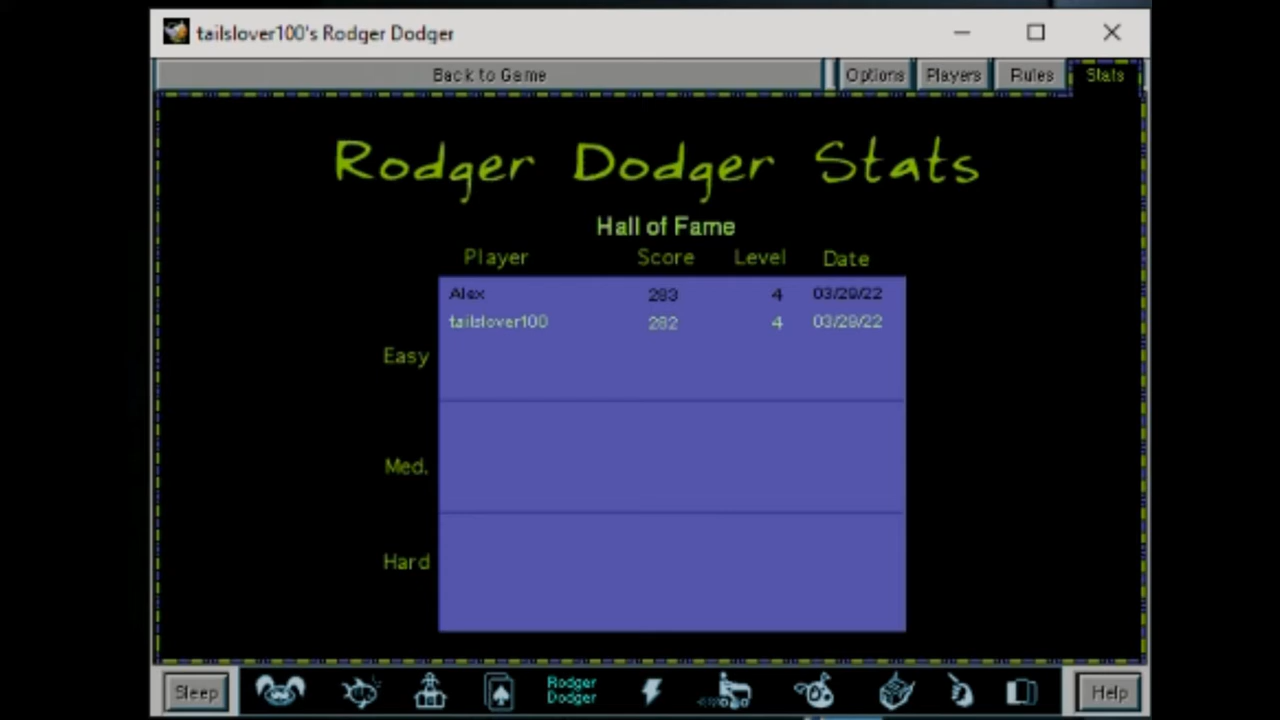 tailslover100's Rodger Dodger
Back to Game Options Players Rules Stats
Rodger Dodger Stats
Hall of Fame
Player Score Level Date
Alex 283 4 03/29/22
tailslover100 282 4 03/29/22
Easy
Med.
Hard
Sleep Rodger Dodger Help